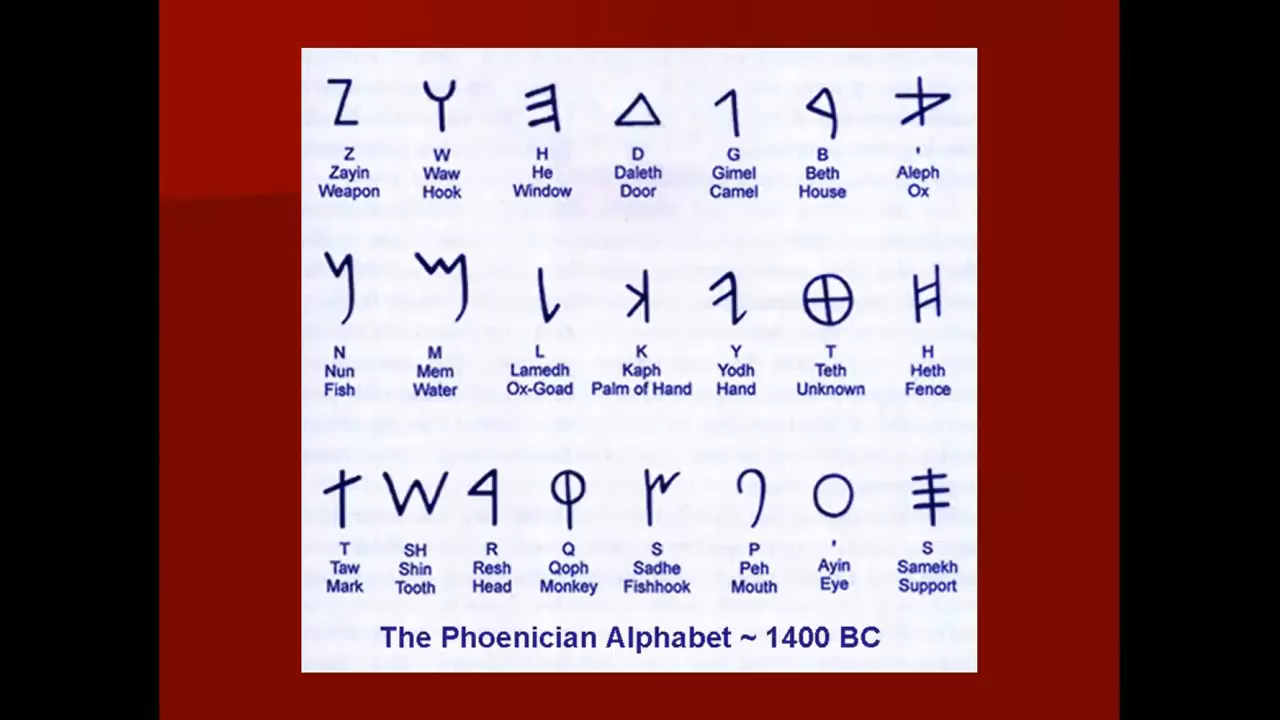 𐤀 𐤁 𐤂 𐤃 𐤄 𐤅 𐤆
Z W H D G B '
Zayin Waw He Daleth Gimel Beth Aleph
Weapon Hook Window Door Camel House Ox
𐤇 𐤈 𐤉 𐤊 𐤋 𐤌 𐤍
N M L K Y T H
Nun Mem Lamedh Kaph Yodh Teth Heth
Fish Water Ox-Goad Palm of Hand Hand Unknown Fence
𐤎 𐤏 𐤐 𐤑 𐤒 𐤓 𐤔 𐤕
T SH R Q S P ' S
Taw Shin Resh Qoph Sadhe Peh Ayin Samekh
Mark Tooth Head Monkey Fishhook Mouth Eye Support
The Phoenician Alphabet ~ 1400 BC